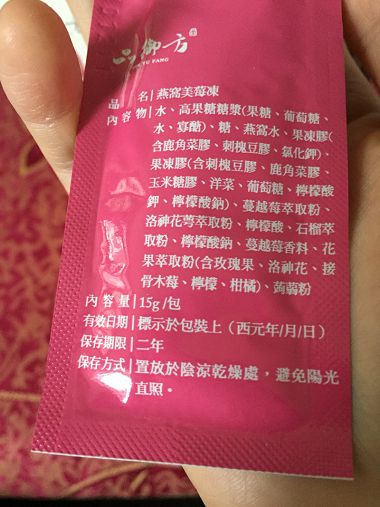 品御方
YU FANG
品 名|燕窩美莓凍
內容物|水、高果糖糖漿(果糖、葡萄糖、
水、寡醣)、糖、燕窩水、果凍膠(
含鹿角菜膠、刺槐豆膠、氯化鉀)、
果凍膠(含刺槐豆膠、鹿角菜膠、
玉米糖膠、洋菜、葡萄糖、檸檬酸
鉀、檸檬酸鈉)、蔓越莓萃取粉、
洛神花萼萃取粉、檸檬酸、石榴萃
取粉、檸檬酸鈉、蔓越莓香料、花
果萃取粉(含玫瑰果、洛神花、接
骨木莓、檸檬、柑橘)、蒟蒻粉
內容量|15g/包
有效日期|標示於包裝上(西元年/月/日)
保存期限|二年
保存方式|置放於陰涼乾燥處，避免陽光
直照。